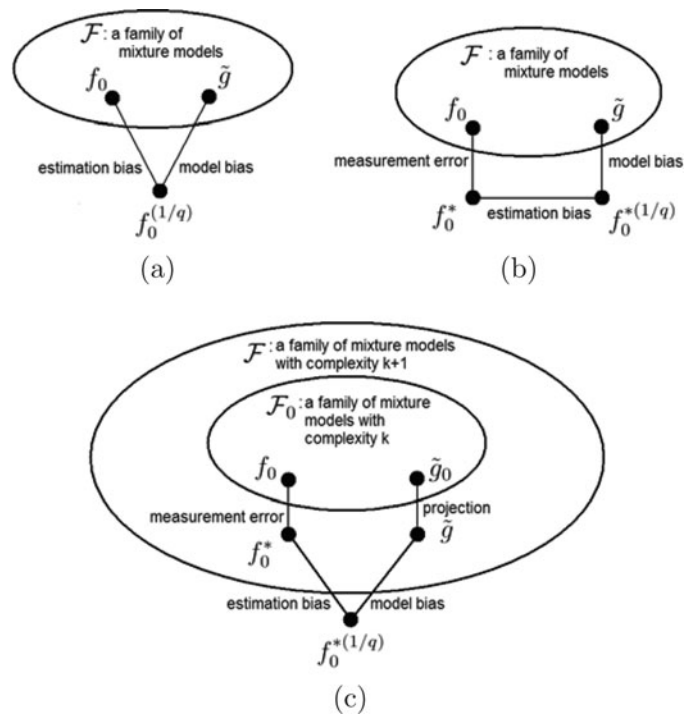 𝓕: a family of
mixture models
f₀ g̃
estimation bias model bias
f₀^(1/q)
(a)
𝓕: a family of
mixture models
f₀ g̃
measurement error model bias
f₀* estimation bias f₀*^(1/q)
(b)
𝓕: a family of mixture models
with complexity k+1
𝓕₀: a family of mixture
models with
complexity k
f₀ g̃₀
measurement error projection
f₀* g̃
estimation bias model bias
f₀*^(1/q)
(c)